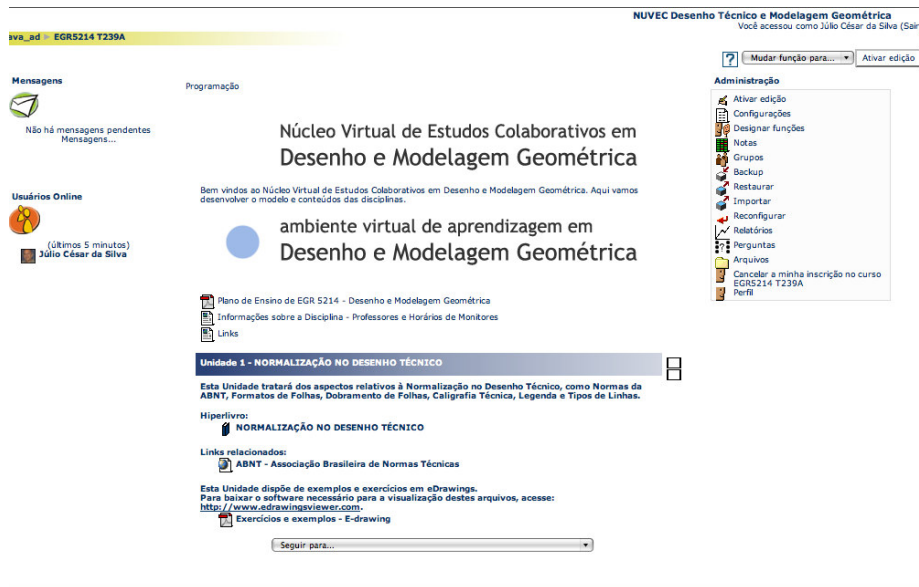 NUVEC Desenho Técnico e Modelagem Geométrica
Você acessou como Júlio César da Silva (Sair
ava_ad ► EGR5214 T239A
? Mudar função para... Ativar edição
Mensagens
Não há mensagens pendentes
Mensagens...
Usuários Online
(últimos 5 minutos)
Júlio César da Silva
Programação
Núcleo Virtual de Estudos Colaborativos em
Desenho e Modelagem Geométrica
Bem vindos ao Núcleo Virtual de Estudos Colaborativos em Desenho e Modelagem Geométrica. Aqui vamos
desenvolver o modelo e conteúdos das disciplinas.
ambiente virtual de aprendizagem em
Desenho e Modelagem Geométrica
Plano de Ensino de EGR 5214 - Desenho e Modelagem Geométrica
Informações sobre a Disciplina - Professores e Horários de Monitores
Links
Unidade 1 - NORMALIZAÇÃO NO DESENHO TÉCNICO
Esta Unidade tratará dos aspectos relativos à Normalização no Desenho Técnico, como Normas da
ABNT, Formatos de Folhas, Dobramento de Folhas, Caligrafia Técnica, Legenda e Tipos de Linhas.
Hiperlivro:
NORMALIZAÇÃO NO DESENHO TÉCNICO
Links relacionados:
ABNT - Associação Brasileira de Normas Técnicas
Esta Unidade dispõe de exemplos e exercícios em eDrawings.
Para baixar o software necessário para a visualização destes arquivos, acesse:
http://www.edrawingsviewer.com.
Exercícios e exemplos - E-drawing
Seguir para...
Administração
Ativar edição
Configurações
Designar funções
Notas
Grupos
Backup
Restaurar
Importar
Reconfigurar
Relatórios
Perguntas
Arquivos
Cancelar a minha inscrição no curso
EGR5214 T239A
Perfil